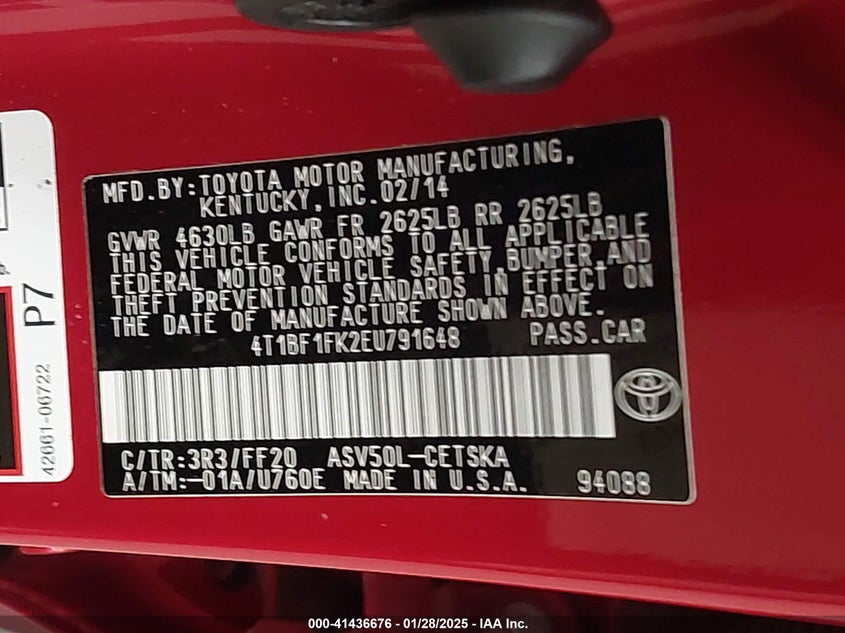 MFD.BY:TOYOTA MOTOR MANUFACTURING,
KENTUCKY,INC.02/14
GVWR 4630LB GAWR FR 2625LB RR 2625LB
THIS VEHICLE CONFORMS TO ALL APPLICABLE
FEDERAL MOTOR VEHICLE SAFETY,BUMPER,AND
THEFT PREVENTION STANDARDS IN EFFECT ON
THE DATE OF MANUFACTURE SHOWN ABOVE.
4T1BF1FK2EU791648 PASS.CAR
C/TR:3R3/FF20 ASV50L-CETSKA
A/TM:-01A/U760E MADE IN U.S.A. 94088
P7
42661-06722
000-41436676 | 01/28/2025 - IAA Inc.